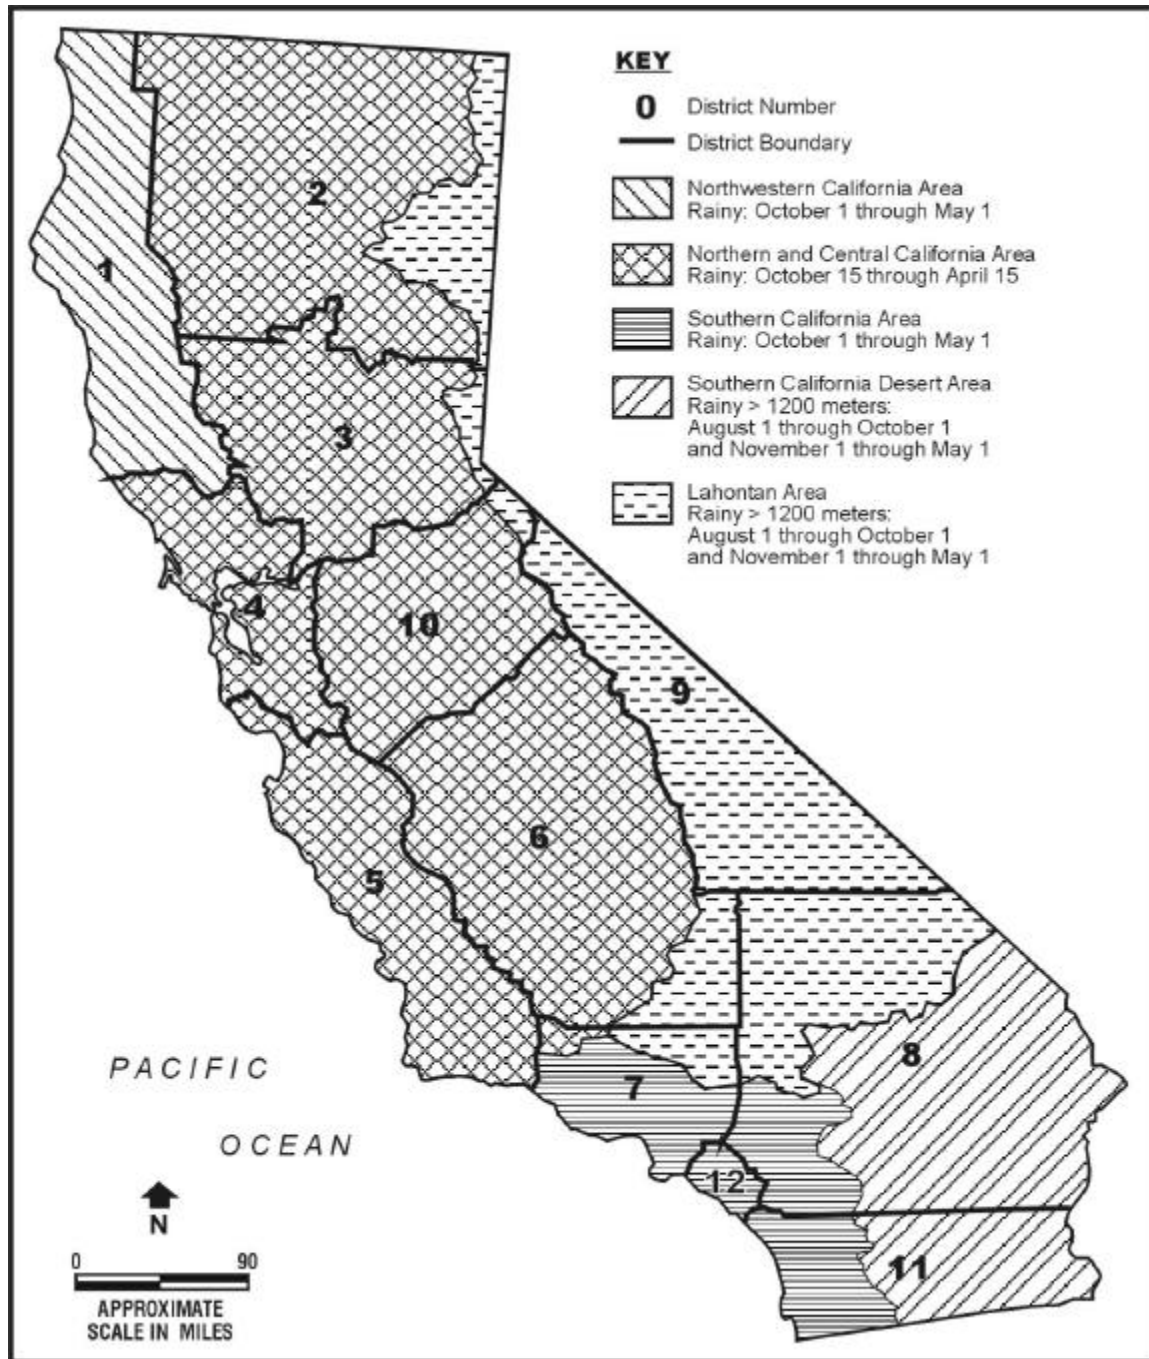 KEY
0 District Number
District Boundary
Northwestern California Area
Rainy: October 1 through May 1
Northern and Central California Area
Rainy: October 15 through April 15
Southern California Area
Rainy: October 1 through May 1
Southern California Desert Area
Rainy > 1200 meters:
August 1 through October 1
and November 1 through May 1
Lahontan Area
Rainy > 1200 meters:
August 1 through October 1
and November 1 through May 1
2
1
3
4
10
9
6
5
8
7
12
11
PACIFIC
OCEAN
N
0 90
APPROXIMATE
SCALE IN MILES